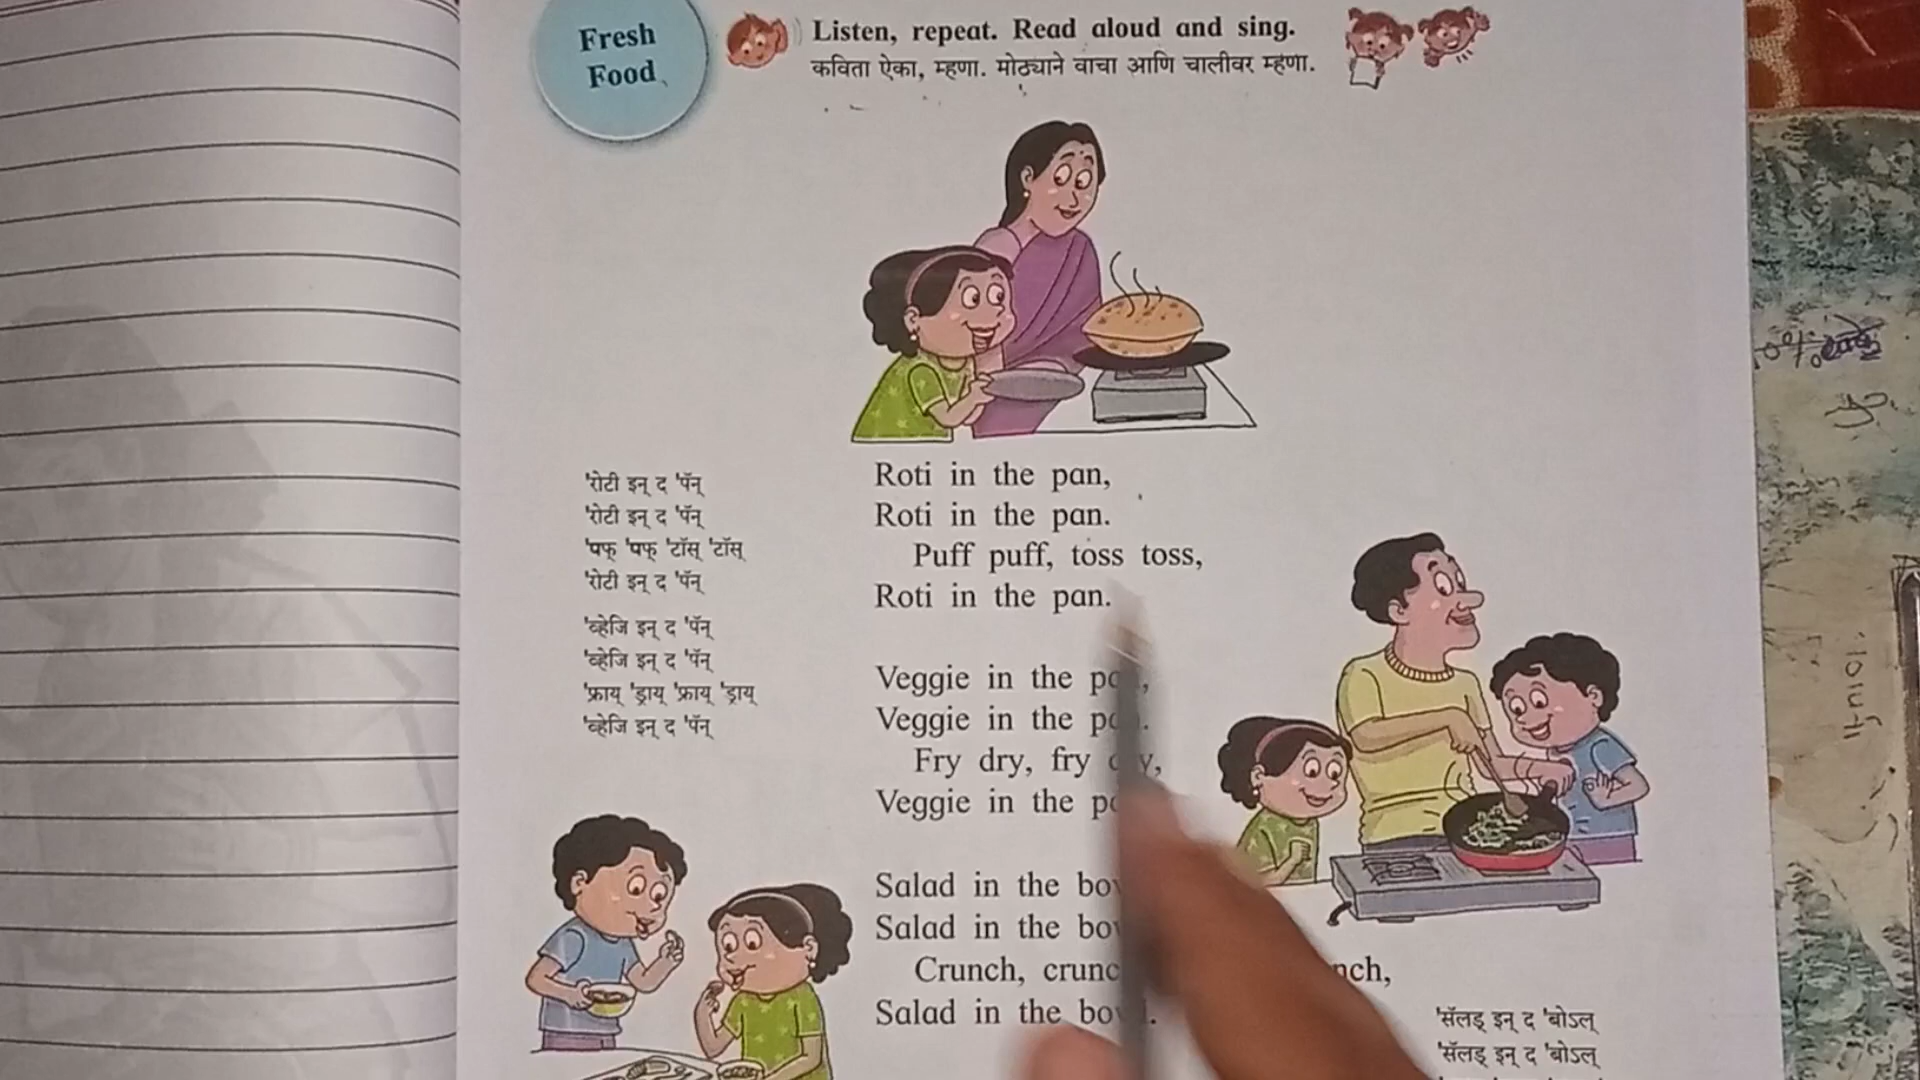 Fresh
Food
Listen, repeat. Read aloud and sing.
कविता ऐका, म्हणा. मोठ्याने वाचा आणि चालीवर म्हणा.
'रोटी इन् द 'पॅन्
'रोटी इन् द 'पॅन्
'पफ् 'पफ् 'टॉस् 'टॉस्
'रोटी इन् द 'पॅन्
'व्हेजि इन् द 'पॅन्
'व्हेजि इन् द 'पॅन्
'फ्राय् 'ड्राय् 'फ्राय् 'ड्राय्
'व्हेजि इन् द 'पॅन्
Roti in the pan,
Roti in the pan.
Puff puff, toss toss,
Roti in the pan.
Veggie in the
Veggie in the
Fry dry, fry
Veggie in the
Salad in the
Salad in the
Crunch,
Salad in the
'सॅलड् इन् द 'बोऽल्
'सॅलड् इन् द 'बोऽल्